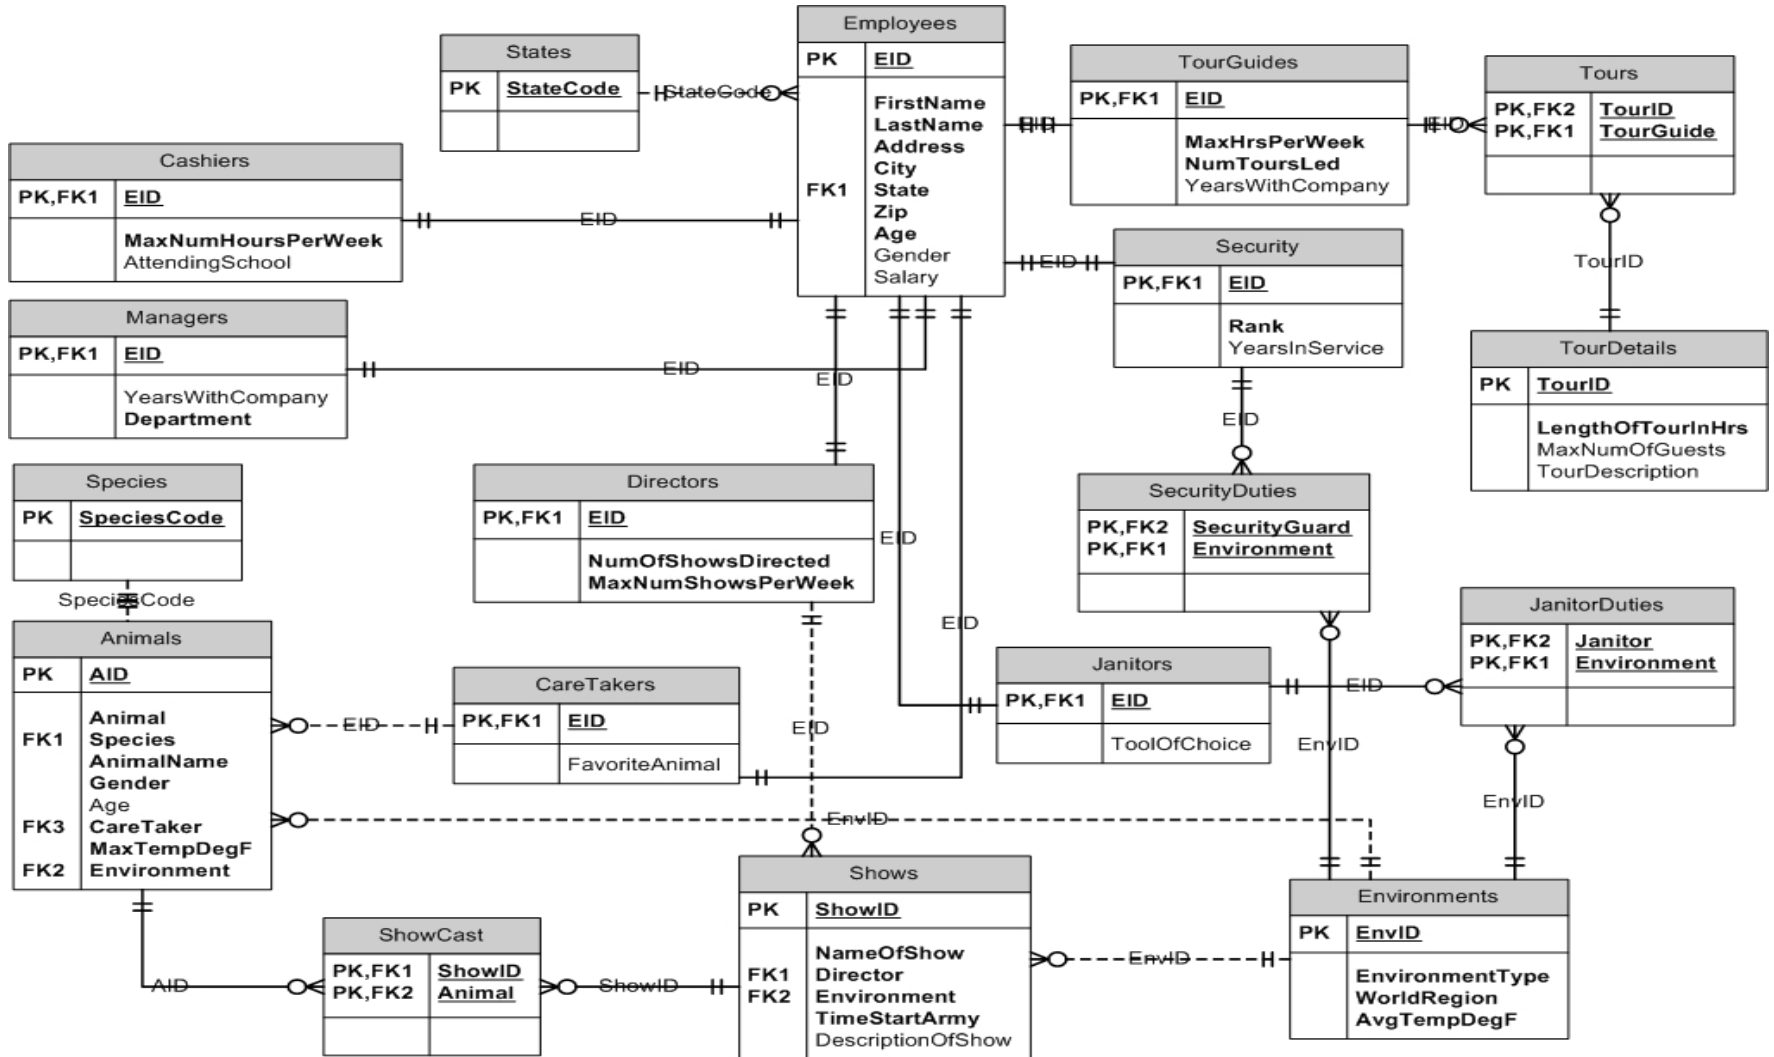 Employees
PK EID
FirstName
LastName
Address
City
FK1 State
Zip
Age
Gender
Salary
States
PK StateCode
StateCode
TourGuides
PK,FK1 EID
MaxHrsPerWeek
NumToursLed
YearsWithCompany
EID
EID
Tours
PK,FK2 TourID
PK,FK1 TourGuide
TourID
Cashiers
PK,FK1 EID
MaxNumHoursPerWeek
AttendingSchool
EID
Security
PK,FK1 EID
Rank
YearsInService
EID
EID
TourDetails
PK TourID
LengthOfTourInHrs
MaxNumOfGuests
TourDescription
Managers
PK,FK1 EID
YearsWithCompany
Department
EID
EID
Species
PK SpeciesCode
SpeciesCode
Directors
PK,FK1 EID
NumOfShowsDirected
MaxNumShowsPerWeek
EID
EID
EID
SecurityDuties
PK,FK2 SecurityGuard
PK,FK1 Environment
EnvID
JanitorDuties
PK,FK2 Janitor
PK,FK1 Environment
EnvID
Animals
PK AID
Animal
FK1 Species
AnimalName
Gender
Age
FK3 CareTaker
MaxTempDegF
FK2 Environment
EID
CareTakers
PK,FK1 EID
FavoriteAnimal
Janitors
PK,FK1 EID
ToolOfChoice
EID
EnvID
AID
ShowCast
PK,FK1 ShowID
PK,FK2 Animal
ShowID
Shows
PK ShowID
NameOfShow
FK1 Director
FK2 Environment
TimeStartArmy
DescriptionOfShow
EnvID
Environments
PK EnvID
EnvironmentType
WorldRegion
AvgTempDegF